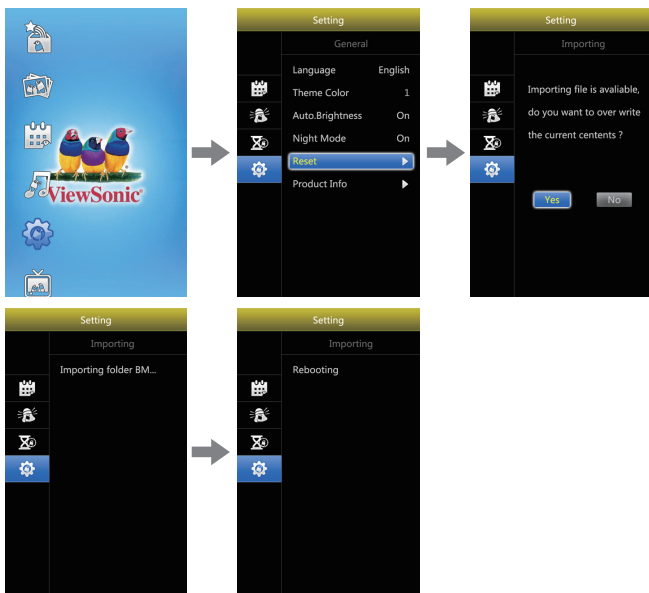 ViewSonic®
Setting
General
Language English
Theme Color 1
Auto.Brightness On
Night Mode On
Reset
Product Info
Setting
Importing
Importing file is avaliable,
do you want to over write
the current centents ?
Yes No
Setting
Importing
Importing folder BM...
Setting
Importing
Rebooting